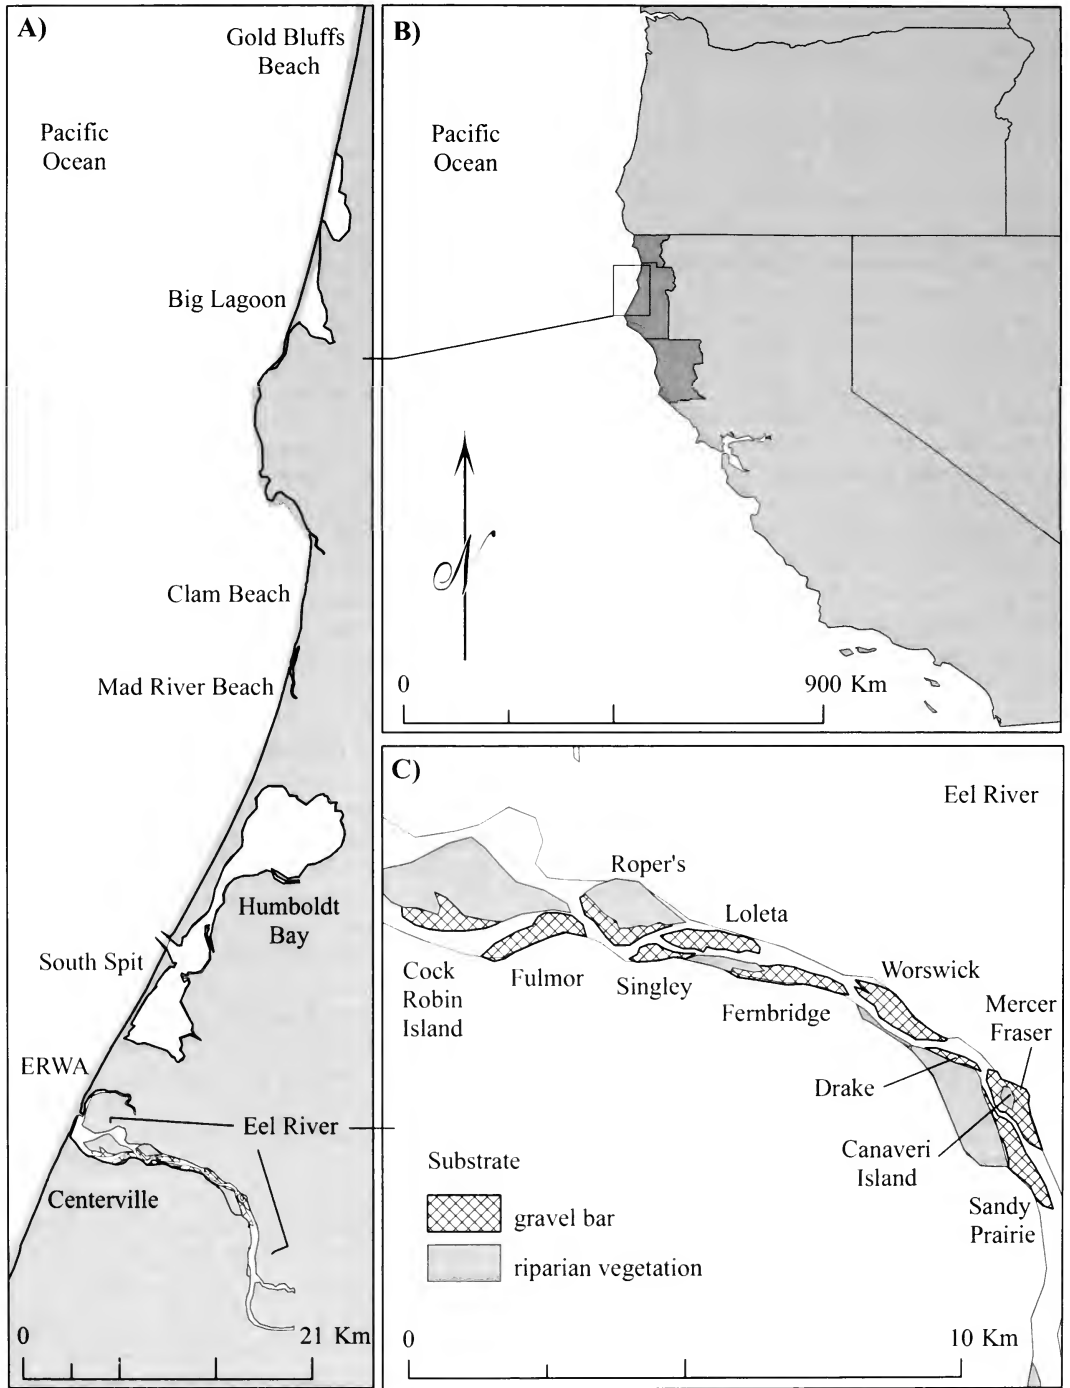 A)
Gold Bluffs
Beach
Pacific
Ocean
Big Lagoon
Clam Beach
Mad River Beach
Humboldt
Bay
South Spit
ERWA
Eel River
Centerville
0
21 Km
B)
Pacific
Ocean
N
0
900 Km
C)
Eel River
Roper's
Loleta
Cock
Robin
Island
Fulmor
Singley
Fernbridge
Worswick
Mercer
Fraser
Drake
Canaveri
Island
Sandy
Prairie
Substrate
gravel bar
riparian vegetation
0
10 Km